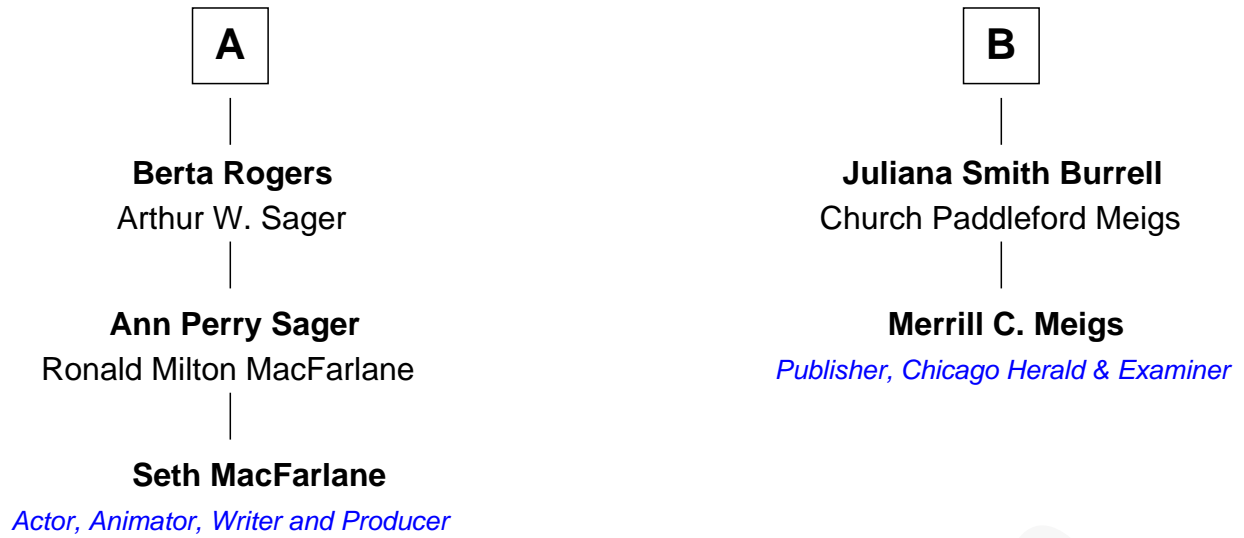 A
Berta Rogers
Arthur W. Sager
Ann Perry Sager
Ronald Milton MacFarlane
Seth MacFarlane
Actor, Animator, Writer and Producer
B
Juliana Smith Burrell
Church Paddleford Meigs
Merrill C. Meigs
Publisher, Chicago Herald & Examiner